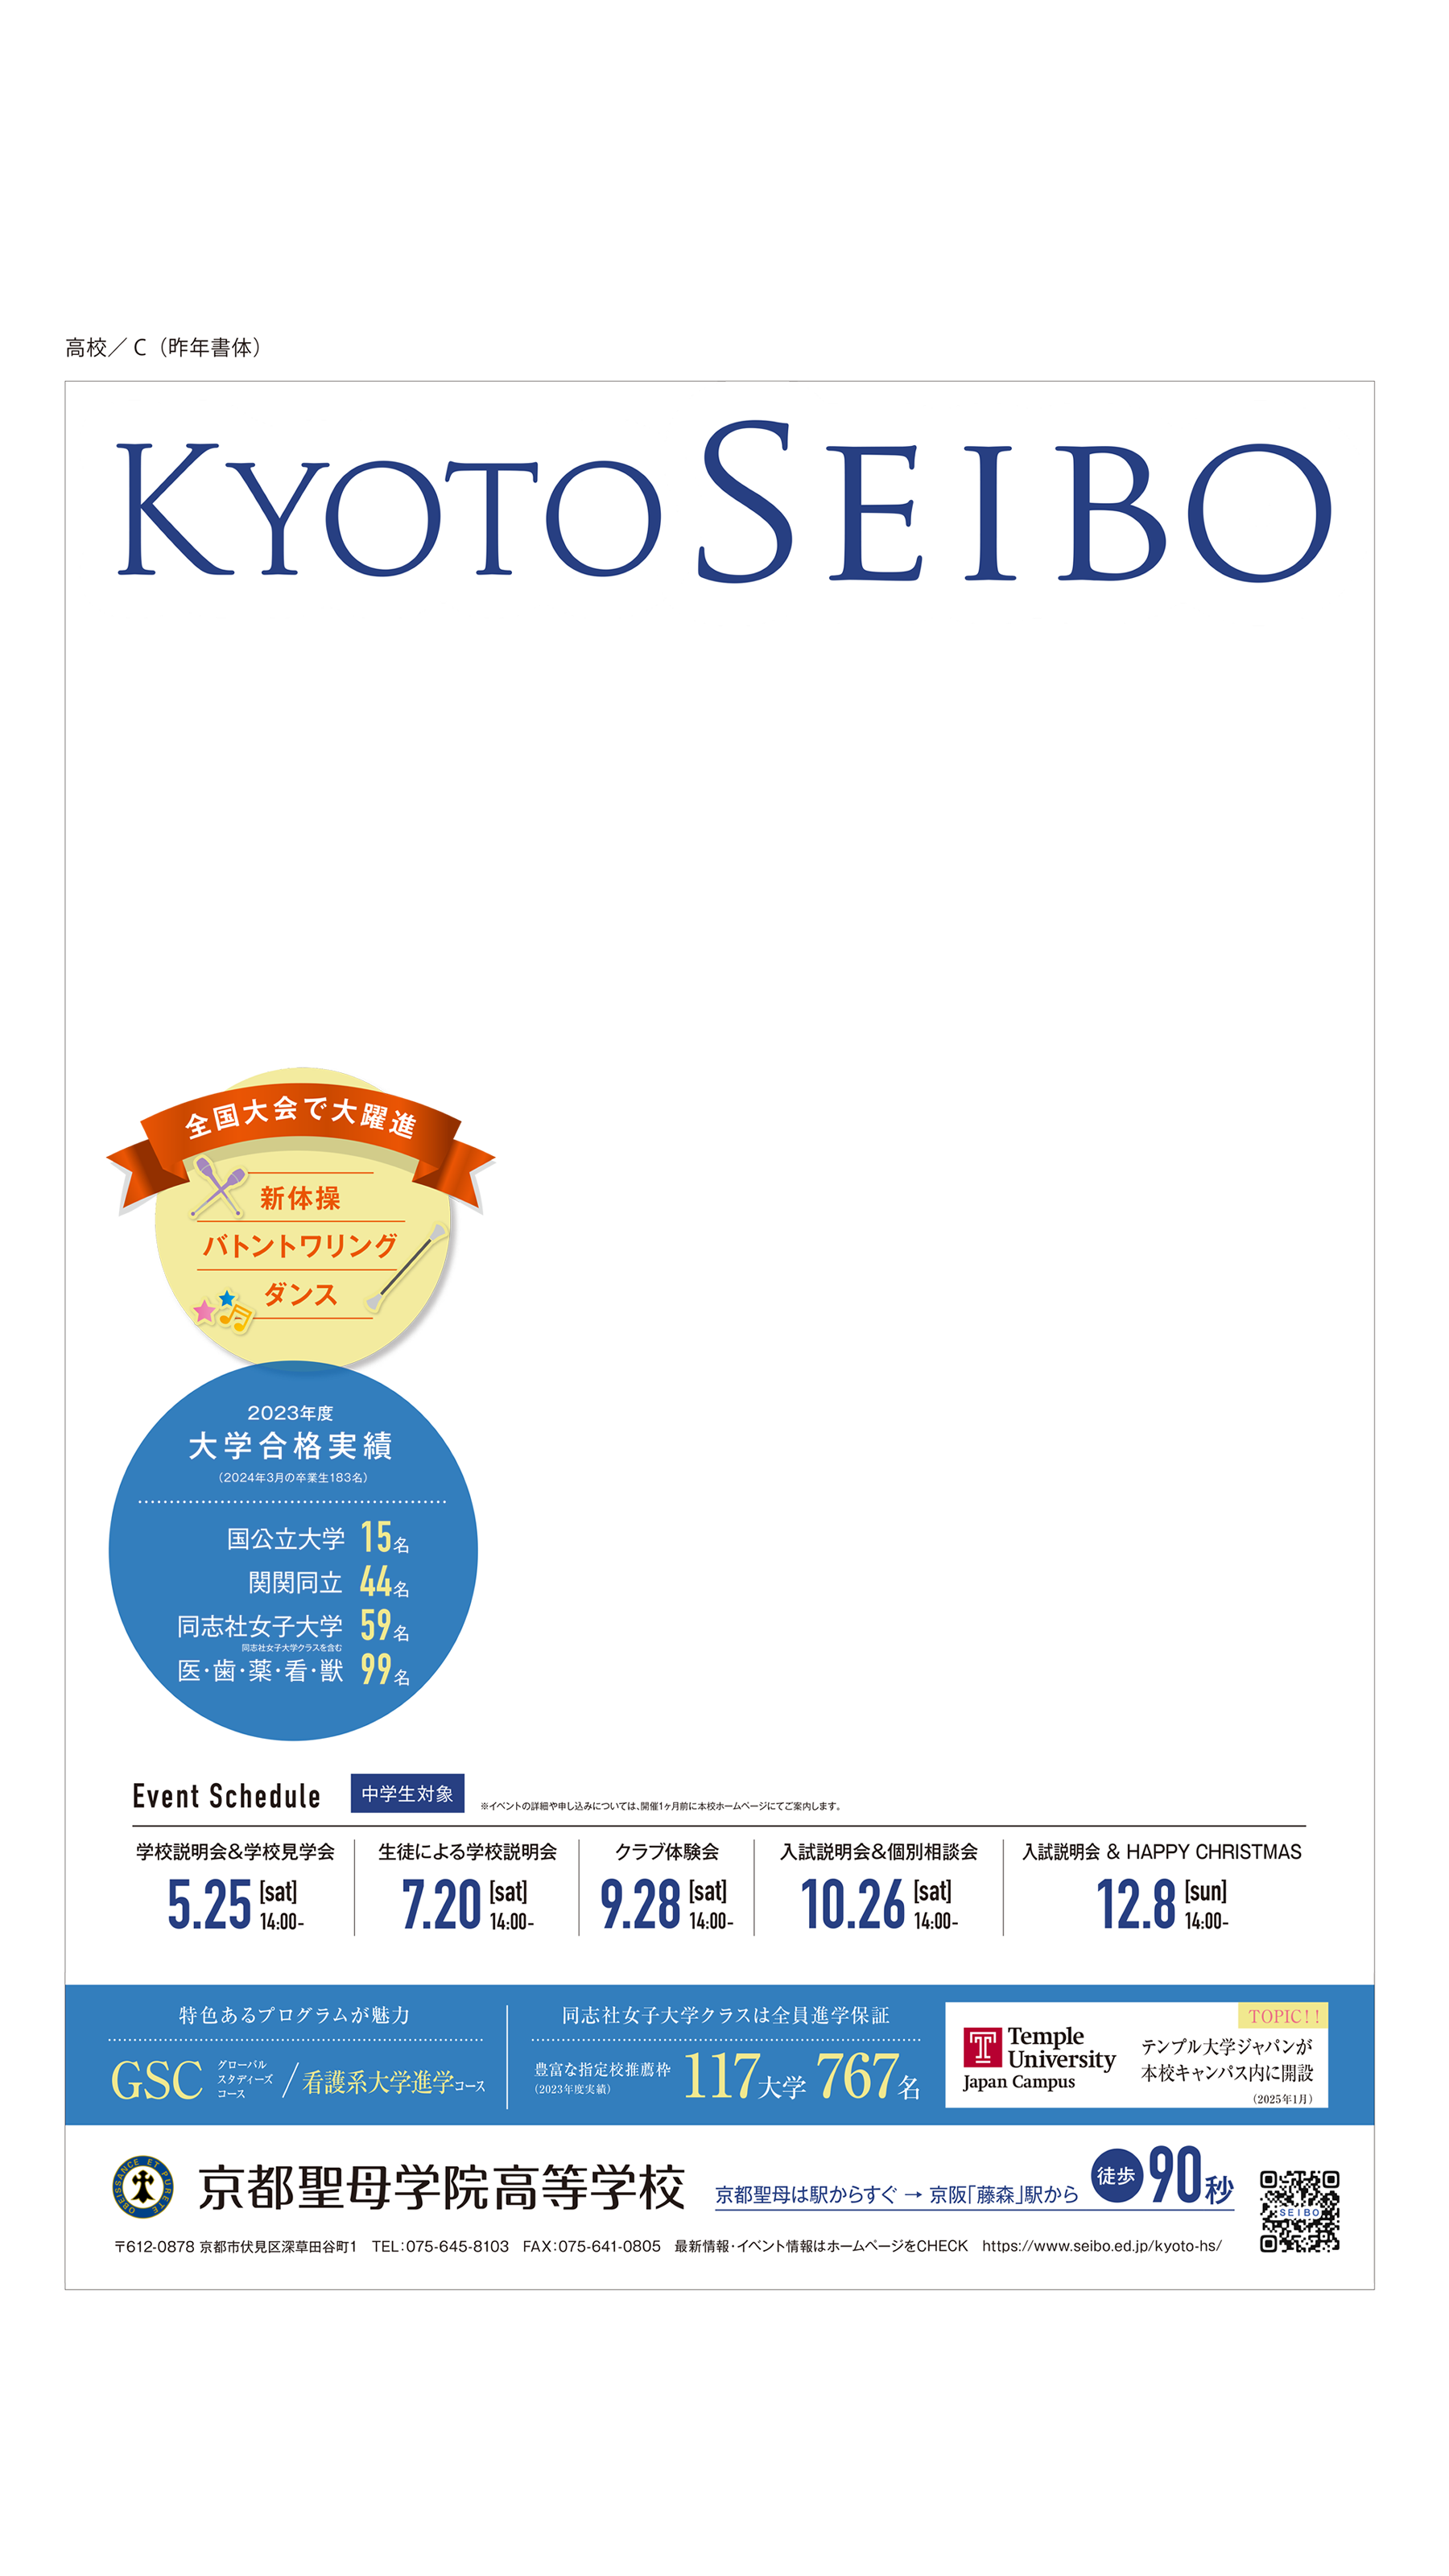 高校／C（昨年書体）
KYOTO SEIBO
全国大会で大躍進
新体操
バトントワリング
ダンス
2023年度
大学合格実績
（2024年3月の卒業生183名）
国公立大学 15名
関関同立 44名
同志社女子大学 59名
同志社女子大学クラスを含む
医・歯・薬・看・獣 99名
Event Schedule 中学生対象 ※イベントの詳細や申し込みについては、開催1ヶ月前に本校ホームページにてご案内します。
学校説明会&学校見学会
5.25 [sat] 14:00-
生徒による学校説明会
7.20 [sat] 14:00-
クラブ体験会
9.28 [sat] 14:00-
入試説明会&個別相談会
10.26 [sat] 14:00-
入試説明会 & HAPPY CHRISTMAS
12.8 [sun] 14:00-
特色あるプログラムが魅力
GSC グローバルスタディーズコース／看護系大学進学コース
同志社女子大学クラスは全員進学保証
豊富な指定校推薦枠 117大学 767名
（2023年度実績）
TOPIC!!
Temple
University
Japan Campus
テンプル大学ジャパンが
本校キャンパス内に開設
（2025年1月）
OBEISSANCE ET PURETE
京都聖母学院高等学校
京都聖母は駅からすぐ → 京阪「藤森」駅から 徒歩 90秒
SEIBO
〒612-0878 京都市伏見区深草田谷町1 TEL:075-645-8103 FAX:075-641-0805 最新情報・イベント情報はホームページをCHECK https://www.seibo.ed.jp/kyoto-hs/